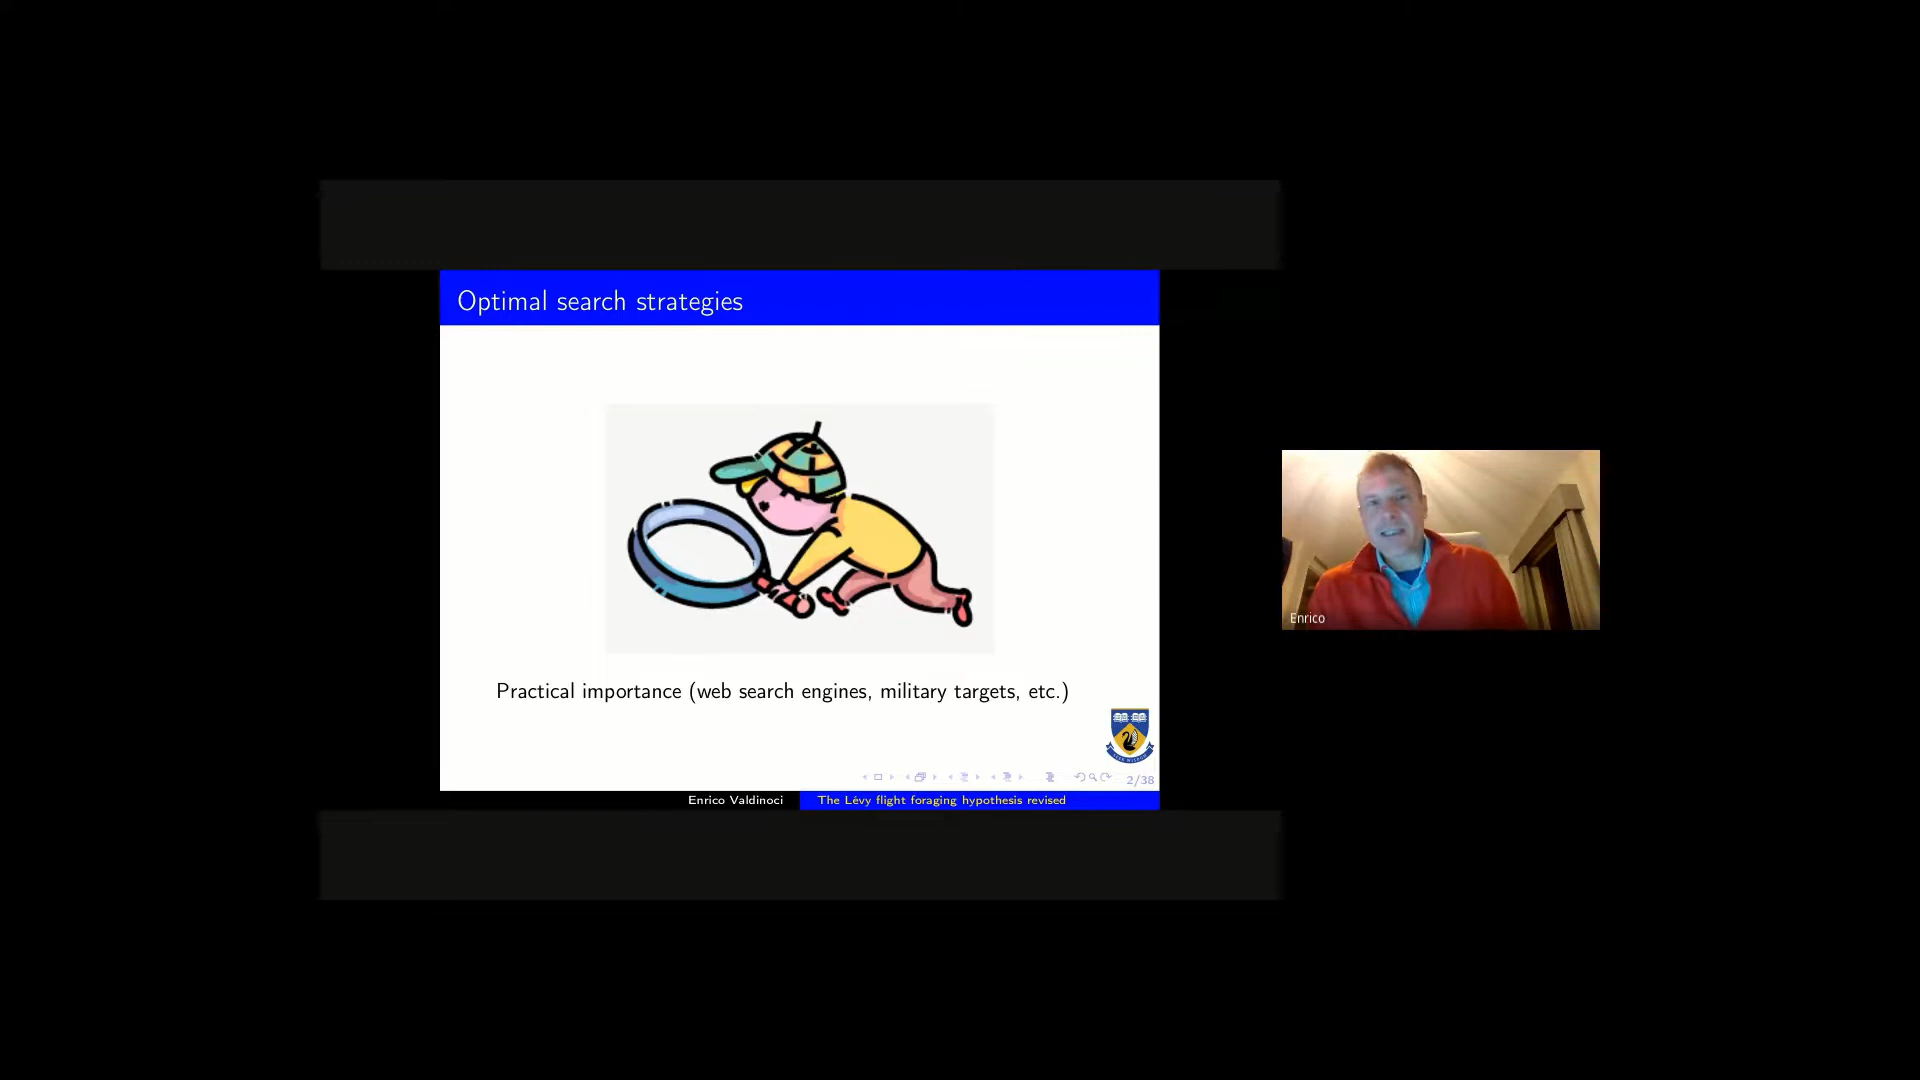 Optimal search strategies
Practical importance (web search engines, military targets, etc.)
2/38
Enrico Valdinoci
The Lévy flight foraging hypothesis revised
Enrico